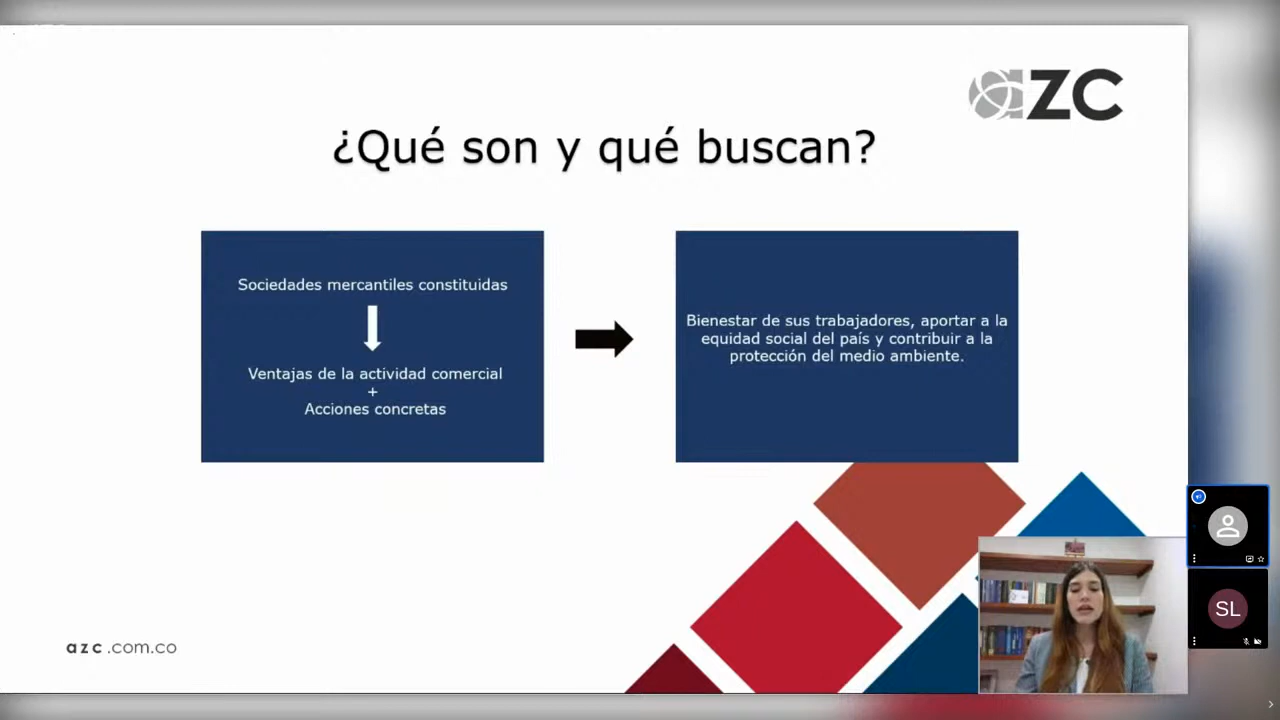 azc
¿Qué son y qué buscan?
Sociedades mercantiles constituidas
Ventajas de la actividad comercial
+
Acciones concretas
Bienestar de sus trabajadores, aportar a la
equidad social del país y contribuir a la
protección del medio ambiente.
azc.com.co
SL